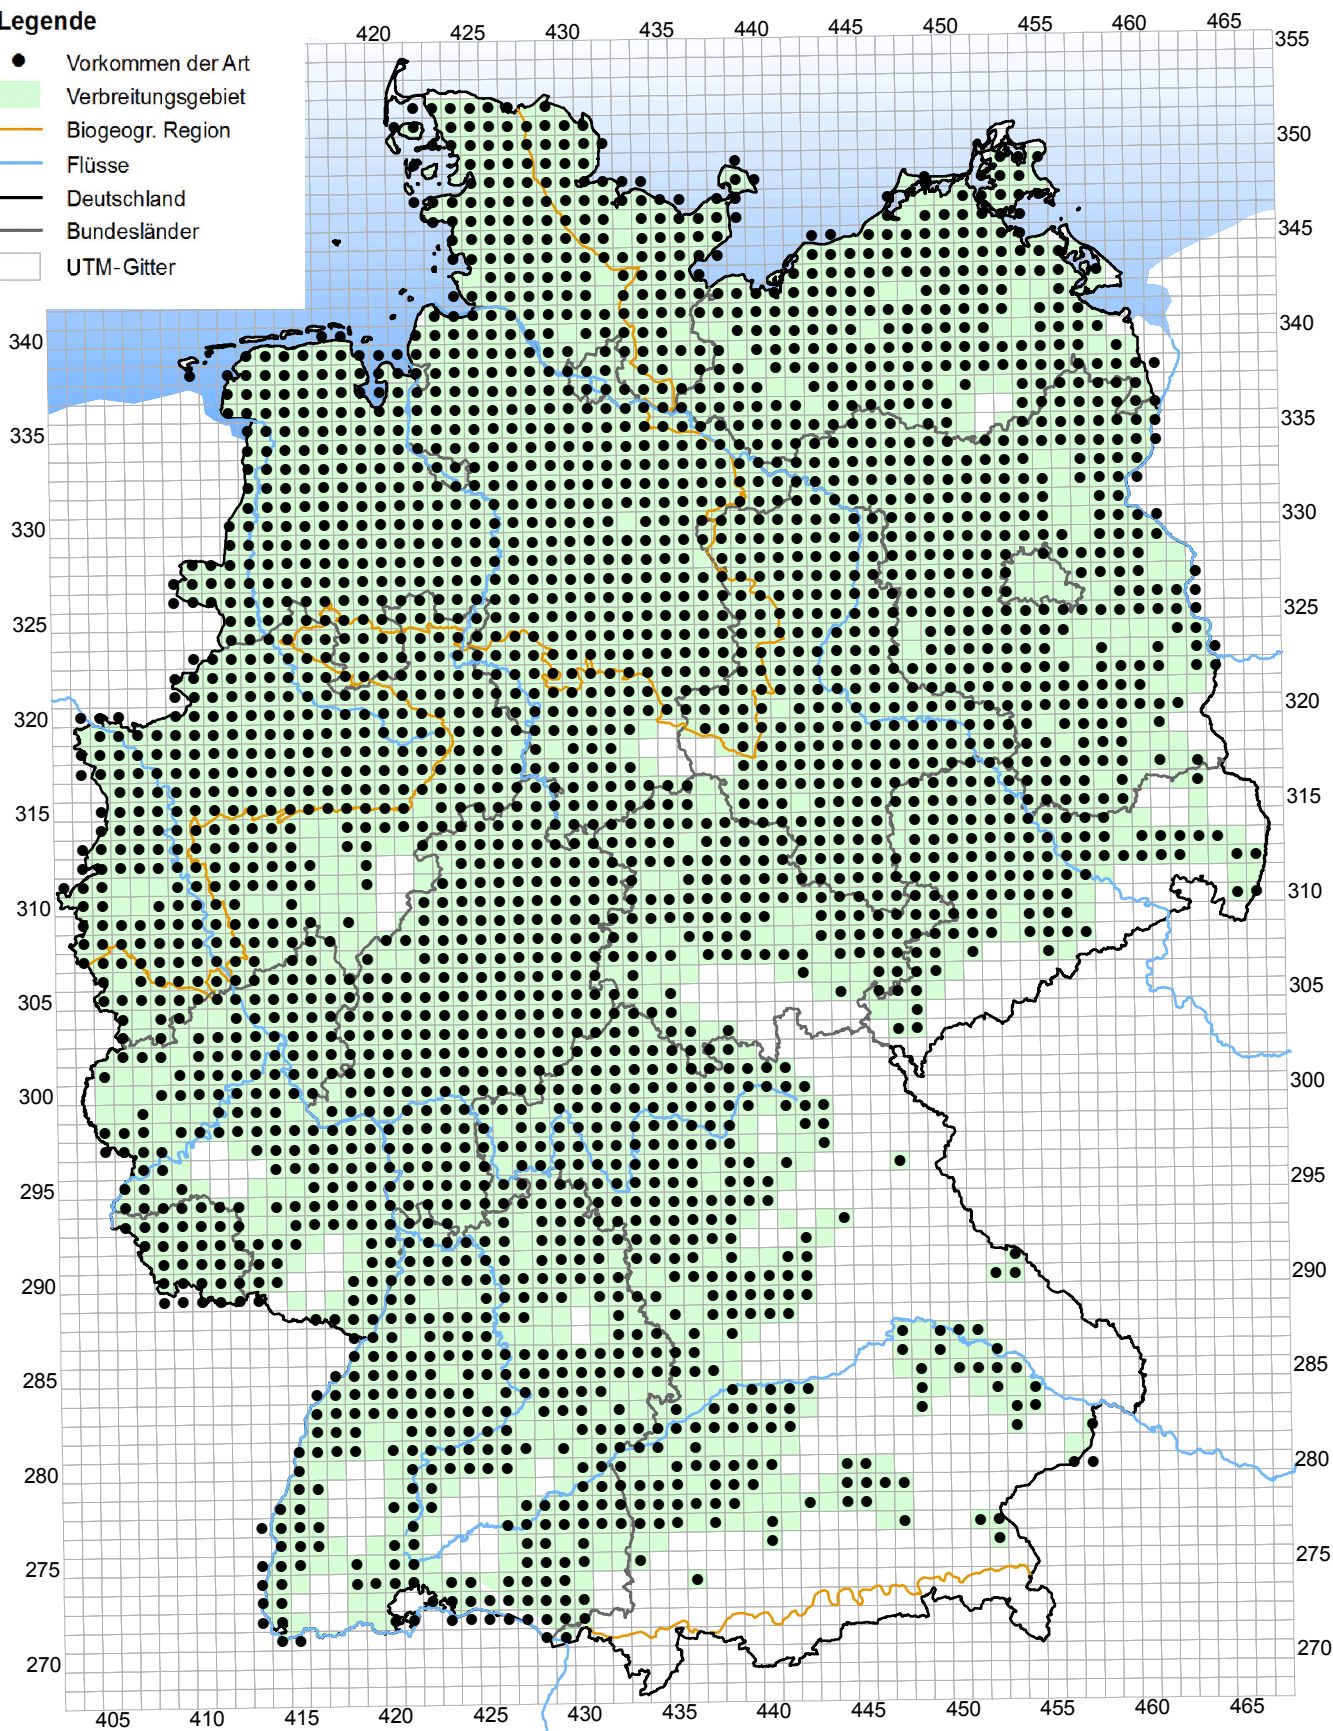 Legende
Vorkommen der Art
Verbreitungsgebiet
Biogeogr. Region
Flüsse
Deutschland
Bundesländer
UTM-Gitter
420 425 430 435 440 445 450 455 460 465
355
350
345
340 340
335 335
330 330
325 325
320 320
315 315
310 310
305 305
300 300
295 295
290 290
285 285
280 280
275 275
270 270
405 410 415 420 425 430 435 440 445 450 455 460 465